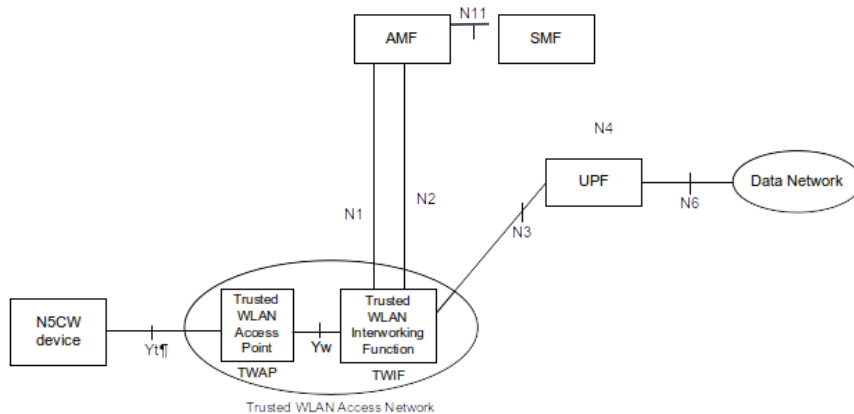 N11
AMF
SMF
N4
UPF
Data Network
N1
N2
N3
N6
N5CW
device
Yt¶
Trusted
WLAN
Access
Point
TWAP
Yw
Trusted
WLAN
Interworking
Function
TWIF
Trusted WLAN Access Network